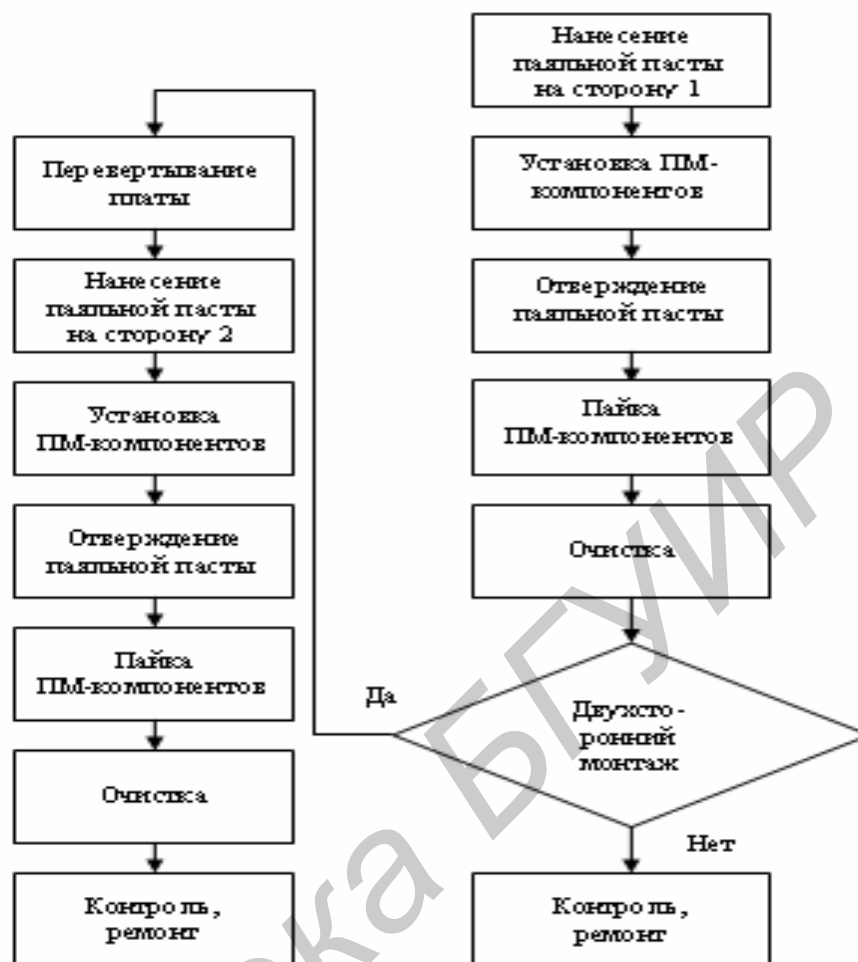 Нанесение
паяльной пасты
на сторону 1
Установка ПМ-
компонентов
Отверждение
паяльной пасты
Пайка
ПМ-компонентов
Очистка
Двухсто-
ронний
монтаж
Да
Нет
Контроль,
ремонт
Перевертывание
платы
Нанесение
паяльной пасты
на сторону 2
Установка
ПМ-компонентов
Отверждение
паяльной пасты
Пайка
ПМ-компонентов
Очистка
Контроль,
ремонт
БГУИР